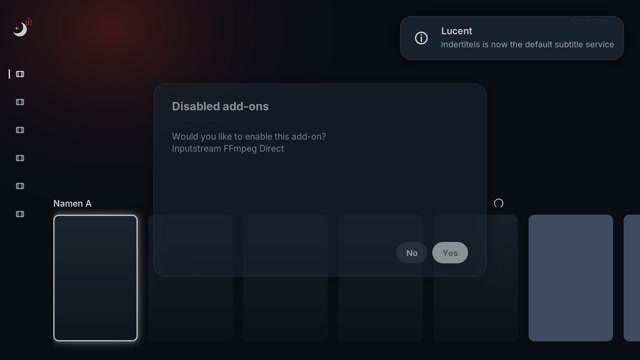 Lucent
ndertitels is now the default subtitle service
Disabled add-ons
Would you like to enable this add-on?
Inputstream FFmpeg Direct
Namen A
No
Yes